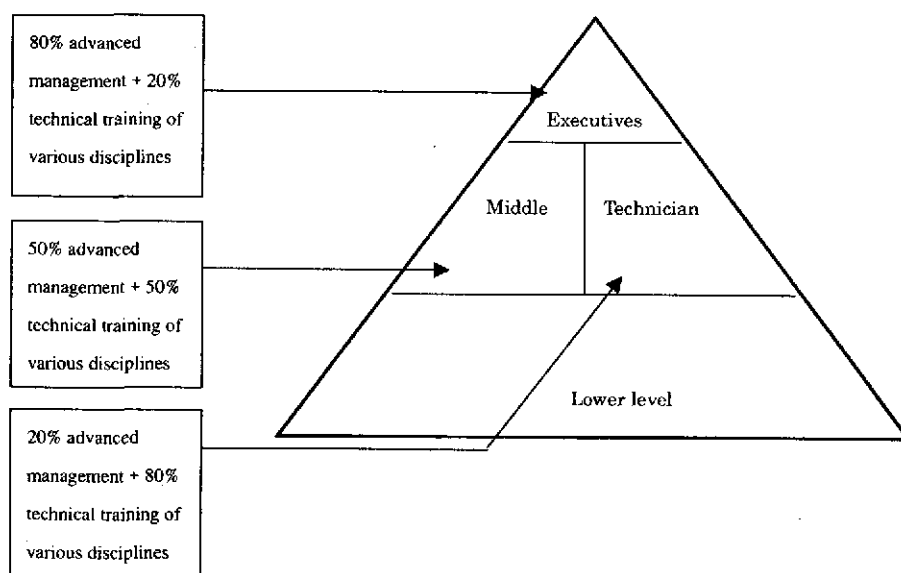 80% advanced
management + 20%
technical training of
various disciplines
Executives
Middle
Technician
50% advanced
management + 50%
technical training of
various disciplines
Lower level
20% advanced
management + 80%
technical training of
various disciplines